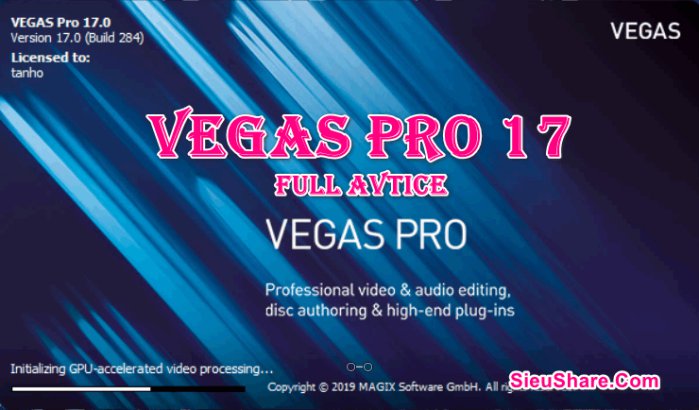 VEGAS Pro 17.0
Version 17.0 (Build 284)
Licensed to:
tanho
VEGAS
VEGAS PRO 17
FULL AVTICE
VEGAS PRO
Professional video & audio editing,
disc authoring & high-end plug-ins
Initializing GPU-accelerated video processing...
Copyright © 2019 MAGIX Software GmbH. All
SieuShare.Com